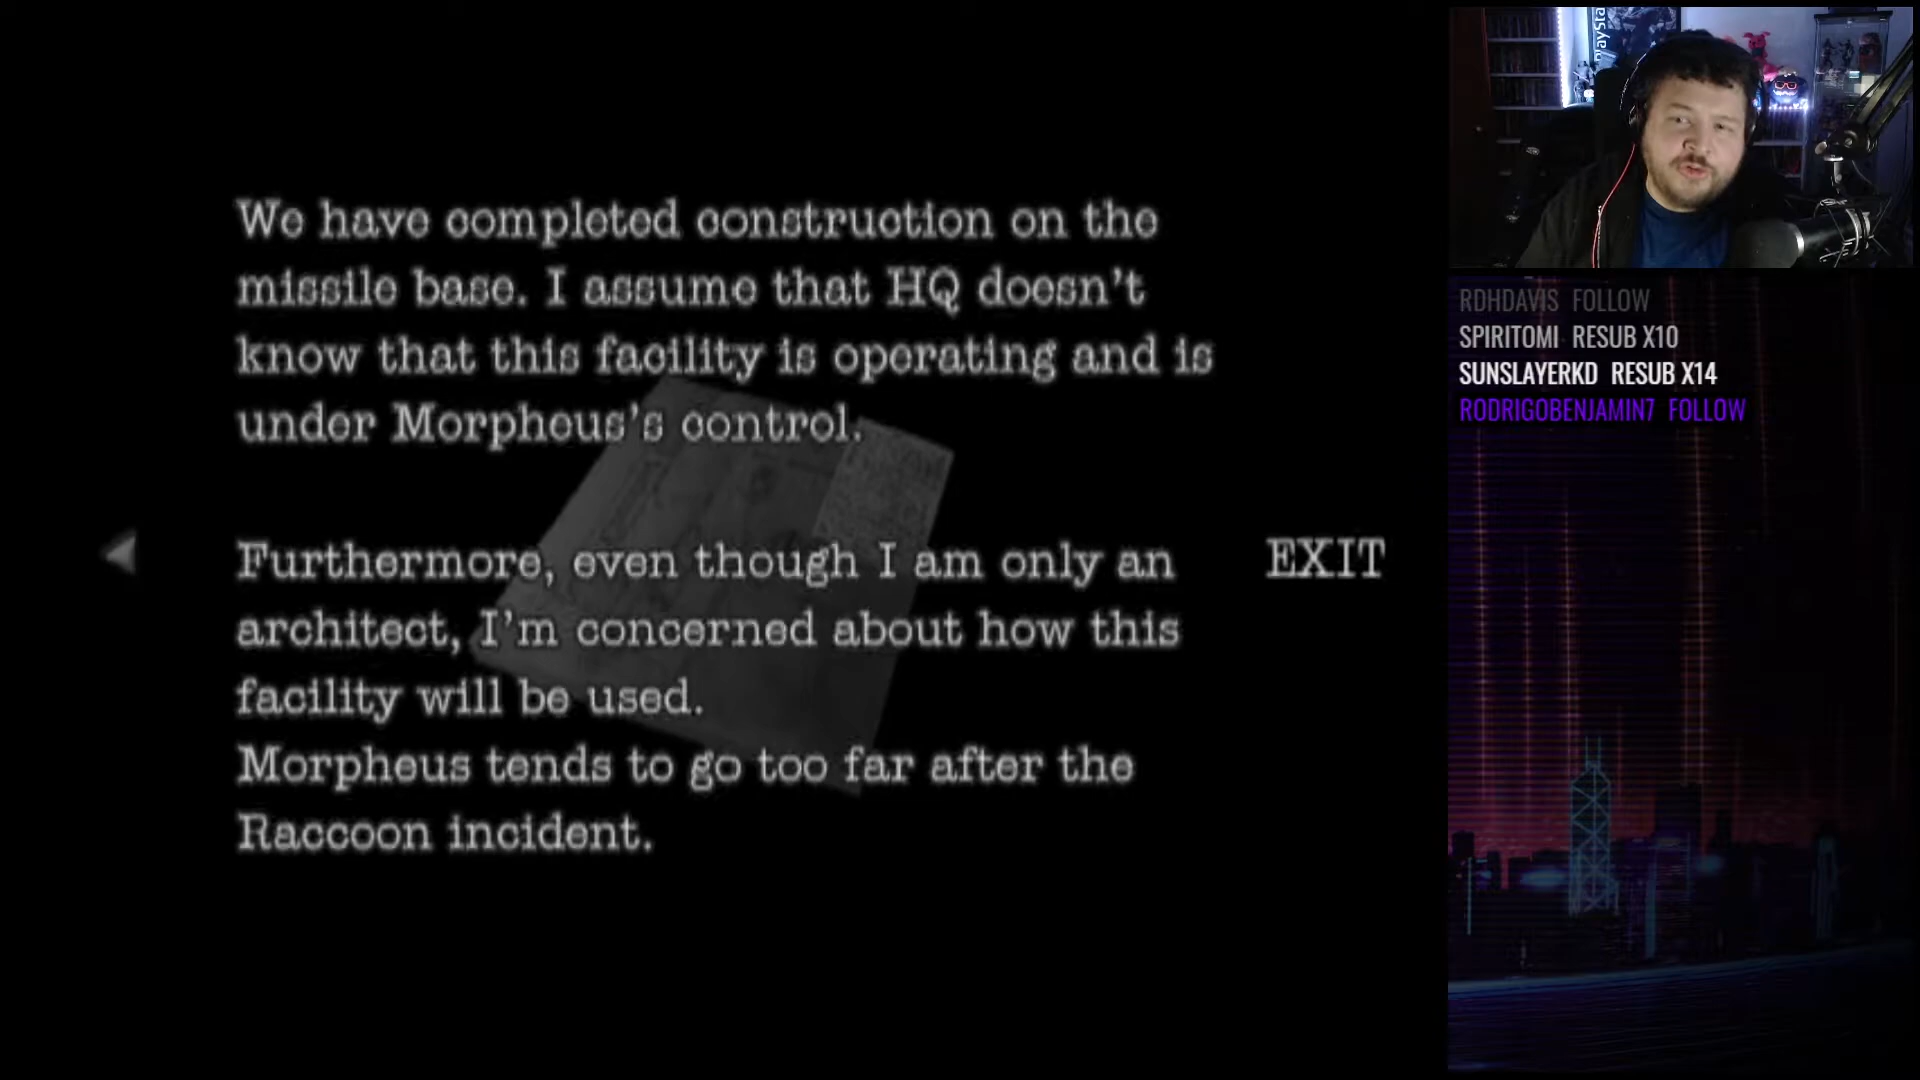 We have completed construction on the
missile base. I assume that HQ doesn't
know that this facility is operating and is
under Morpheus's control.
Furthermore, even though I am only an
architect, I'm concerned about how this
facility will be used.
Morpheus tends to go too far after the
Raccoon incident.
EXIT
RDHDAVIS FOLLOW
SPIRITOMI RESUB X10
SUNSLAYERKD RESUB X14
RODRIGOBENJAMIN7 FOLLOW